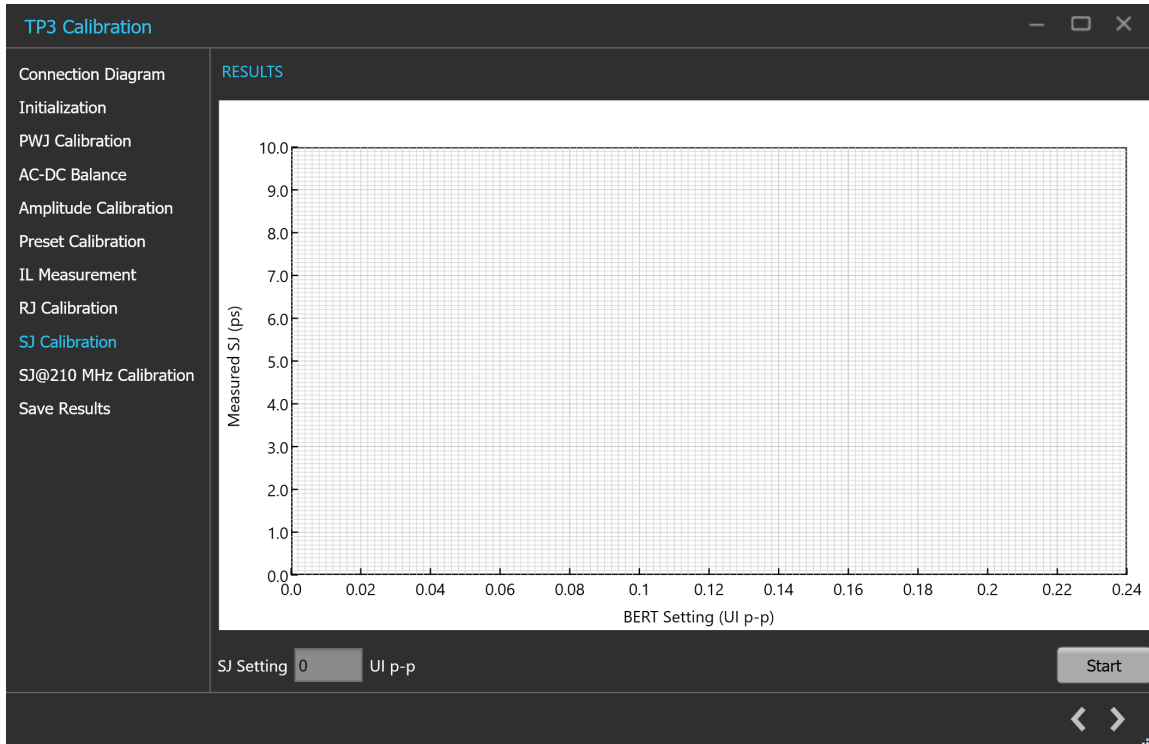 TP3 Calibration
Connection Diagram
Initialization
PWJ Calibration
AC-DC Balance
Amplitude Calibration
Preset Calibration
IL Measurement
RJ Calibration
SJ Calibration
SJ@210 MHz Calibration
Save Results
RESULTS
Measured SJ (ps)
10.0
9.0
8.0
7.0
6.0
5.0
4.0
3.0
2.0
1.0
0.0
0.0 0.02 0.04 0.06 0.08 0.1 0.12 0.14 0.16 0.18 0.2 0.22 0.24
BERT Setting (UI p-p)
SJ Setting 0 UI p-p
Start